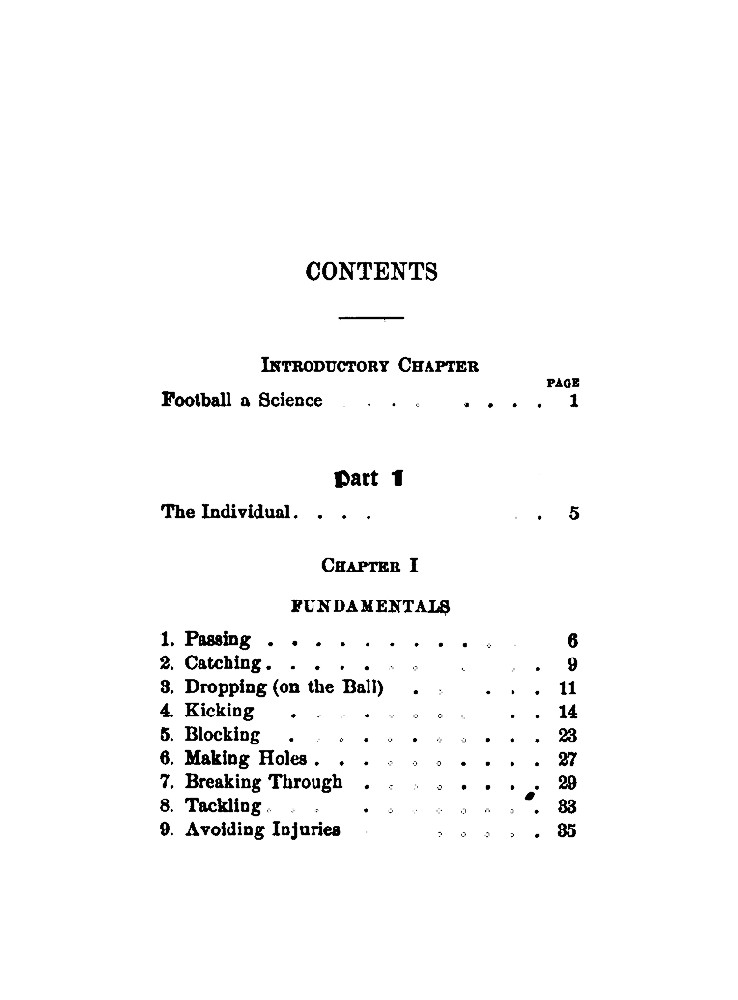 CONTENTS
INTRODUCTORY CHAPTER
PAGE
Football a Science . . . . . . . 1
Part 1
The Individual. . . . . 5
CHAPTER I
FUNDAMENTALS
1. Passing . . . . . . . . . . 6
2. Catching. . . . . . . . . . 9
3. Dropping (on the Ball) . . . . . 11
4. Kicking . . . . . . . . . . 14
5. Blocking . . . . . . . . . . . 23
6. Making Holes. . . . . . . . . . 27
7. Breaking Through . . . . . . . . 29
8. Tackling . . . . . . . . . . . 33
9. Avoiding Injuries . . . . . 35